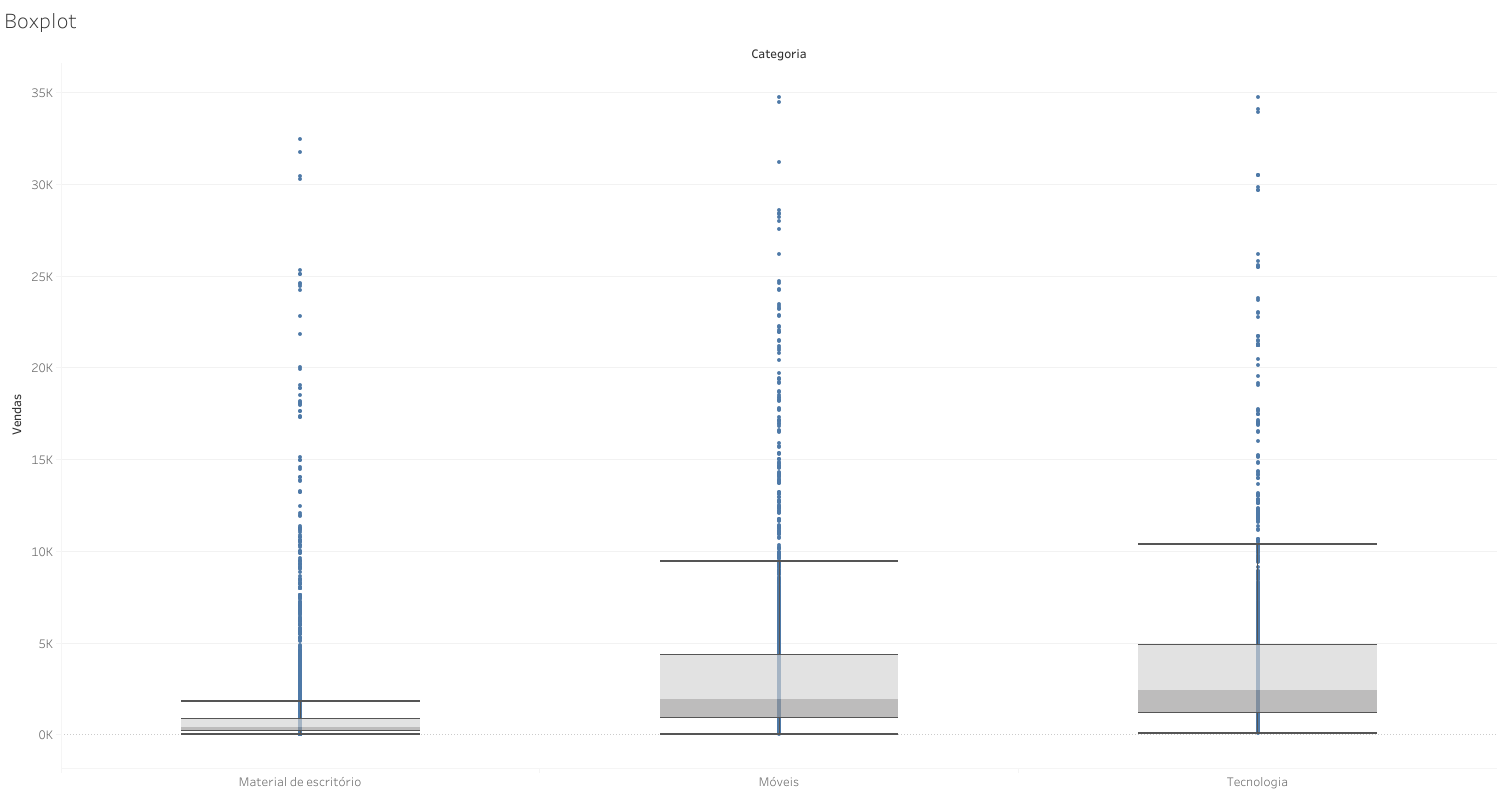 Boxplot
Categoria
35K
30K
25K
20K
15K
10K
5K
0K
Vendas
Material de escritório
Móveis
Tecnologia